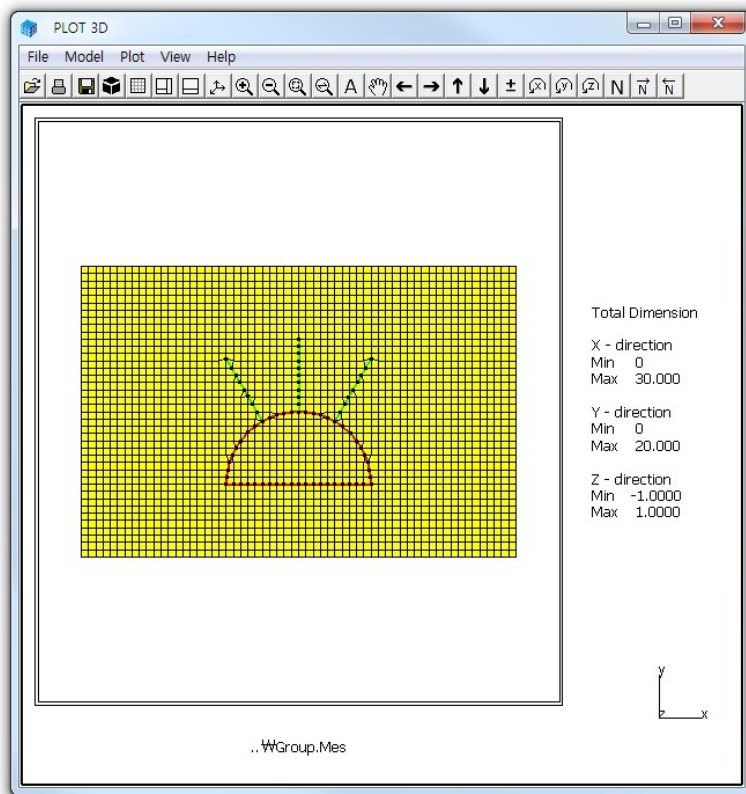 PLOT 3D
File Model Plot View Help
A ± x y z N N N
Total Dimension
X - direction
Min 0
Max 30.000
Y - direction
Min 0
Max 20.000
Z - direction
Min -1.0000
Max 1.0000
y
z x
..₩Group.Mes